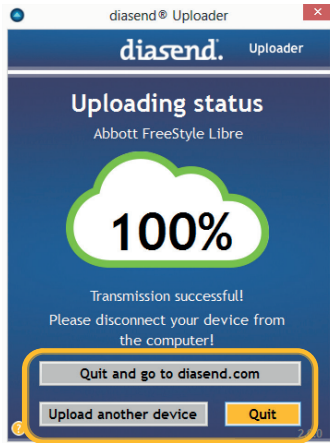 diasend® Uploader
diasend. Uploader
Uploading status
Abbott FreeStyle Libre
100%
Transmission successful!
Please disconnect your device from
the computer!
Quit and go to diasend.com
Upload another device Quit
?